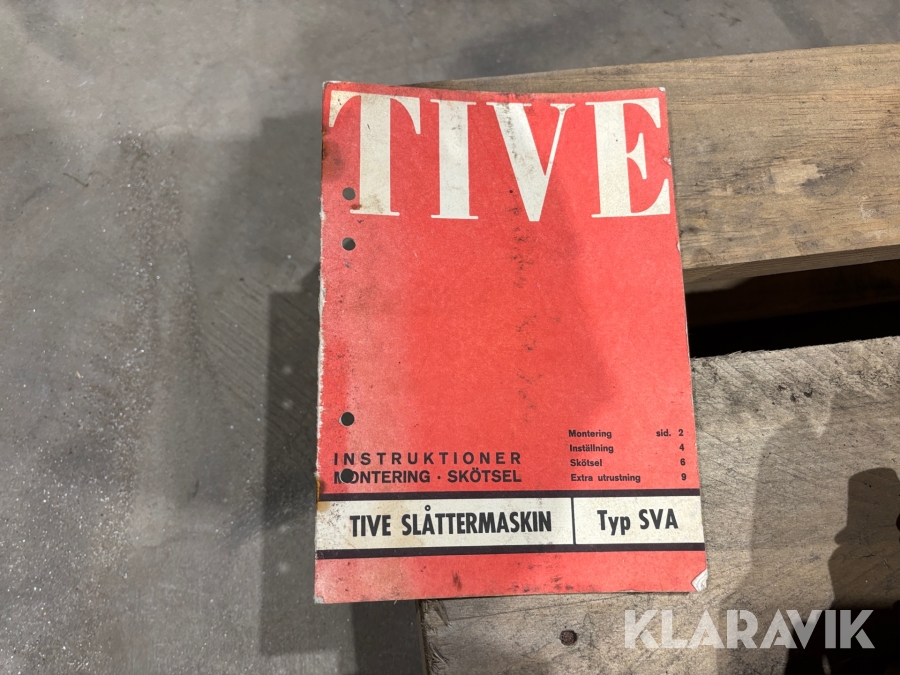 TIVE
Montering sid. 2
Inställning 4
Skötsel 6
Extra utrustning 9
INSTRUKTIONER
MONTERING · SKÖTSEL
TIVE SLÅTTERMASKIN Typ SVA
KLARAVIK